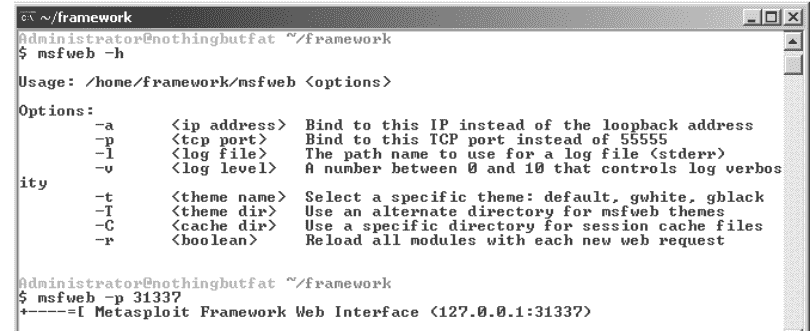 ~/framework
Administrator@nothingbutfat ~/framework
$ msfweb -h
Usage: /home/framework/msfweb <options>
Options:
-a <ip address> Bind to this IP instead of the loopback address
-p <tcp port> Bind to this TCP port instead of 55555
-l <log file> The path name to use for a log file (stderr)
-v <log level> A number between 0 and 10 that controls log verbos
ity
-t <theme name> Select a specific theme: default, gwhite, gblack
-T <theme dir> Use an alternate directory for msfweb themes
-C <cache dir> Use a specific directory for session cache files
-r <boolean> Reload all modules with each new web request
Administrator@nothingbutfat ~/framework
$ msfweb -p 31337
+----=[ Metasploit Framework Web Interface (127.0.0.1:31337)